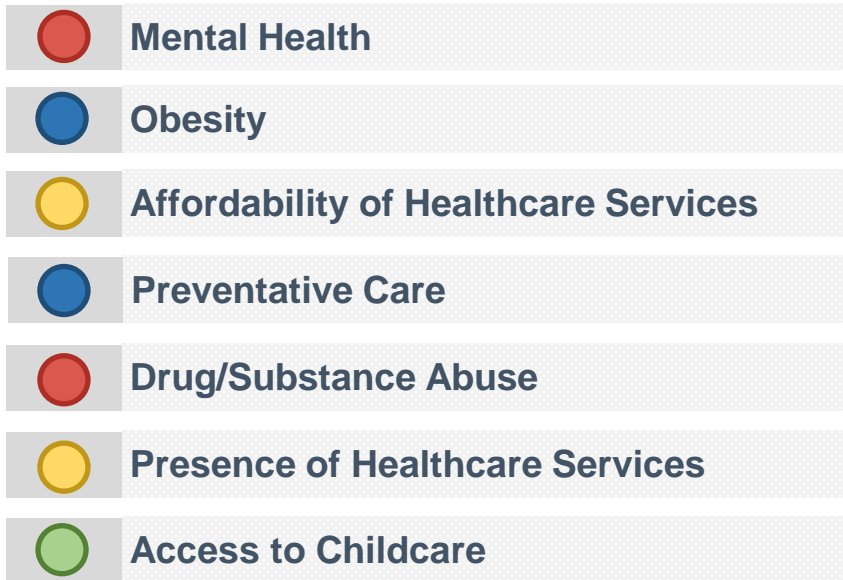 Mental Health
Obesity
Affordability of Healthcare Services
Preventative Care
Drug/Substance Abuse
Presence of Healthcare Services
Access to Childcare